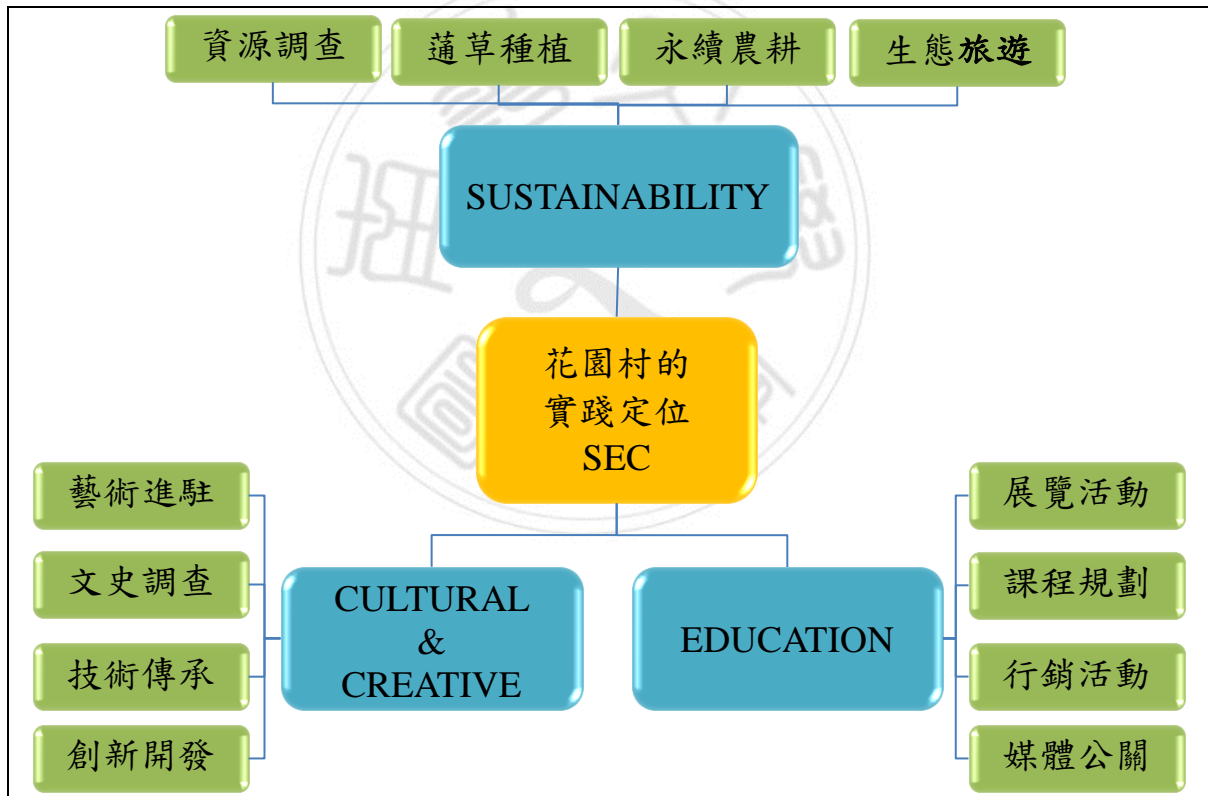 資源調查
蓪草種植
永續農耕
生態旅遊
SUSTAINABILITY
花園村的
實踐定位
SEC
藝術進駐
文史調查
技術傳承
創新開發
CULTURAL
&
CREATIVE
EDUCATION
展覽活動
課程規劃
行銷活動
媒體公關